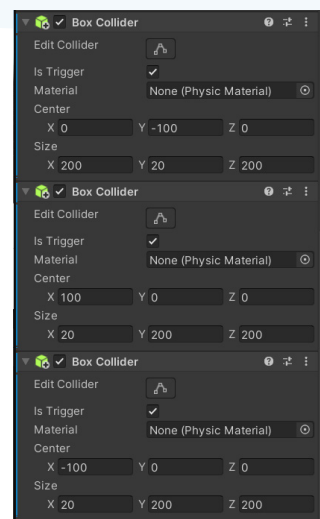 Box Collider
Edit Collider
Is Trigger
Material None (Physic Material)
Center
X 0 Y -100 Z 0
Size
X 200 Y 20 Z 200
Box Collider
Edit Collider
Is Trigger
Material None (Physic Material)
Center
X 100 Y 0 Z 0
Size
X 20 Y 200 Z 200
Box Collider
Edit Collider
Is Trigger
Material None (Physic Material)
Center
X -100 Y 0 Z 0
Size
X 20 Y 200 Z 200